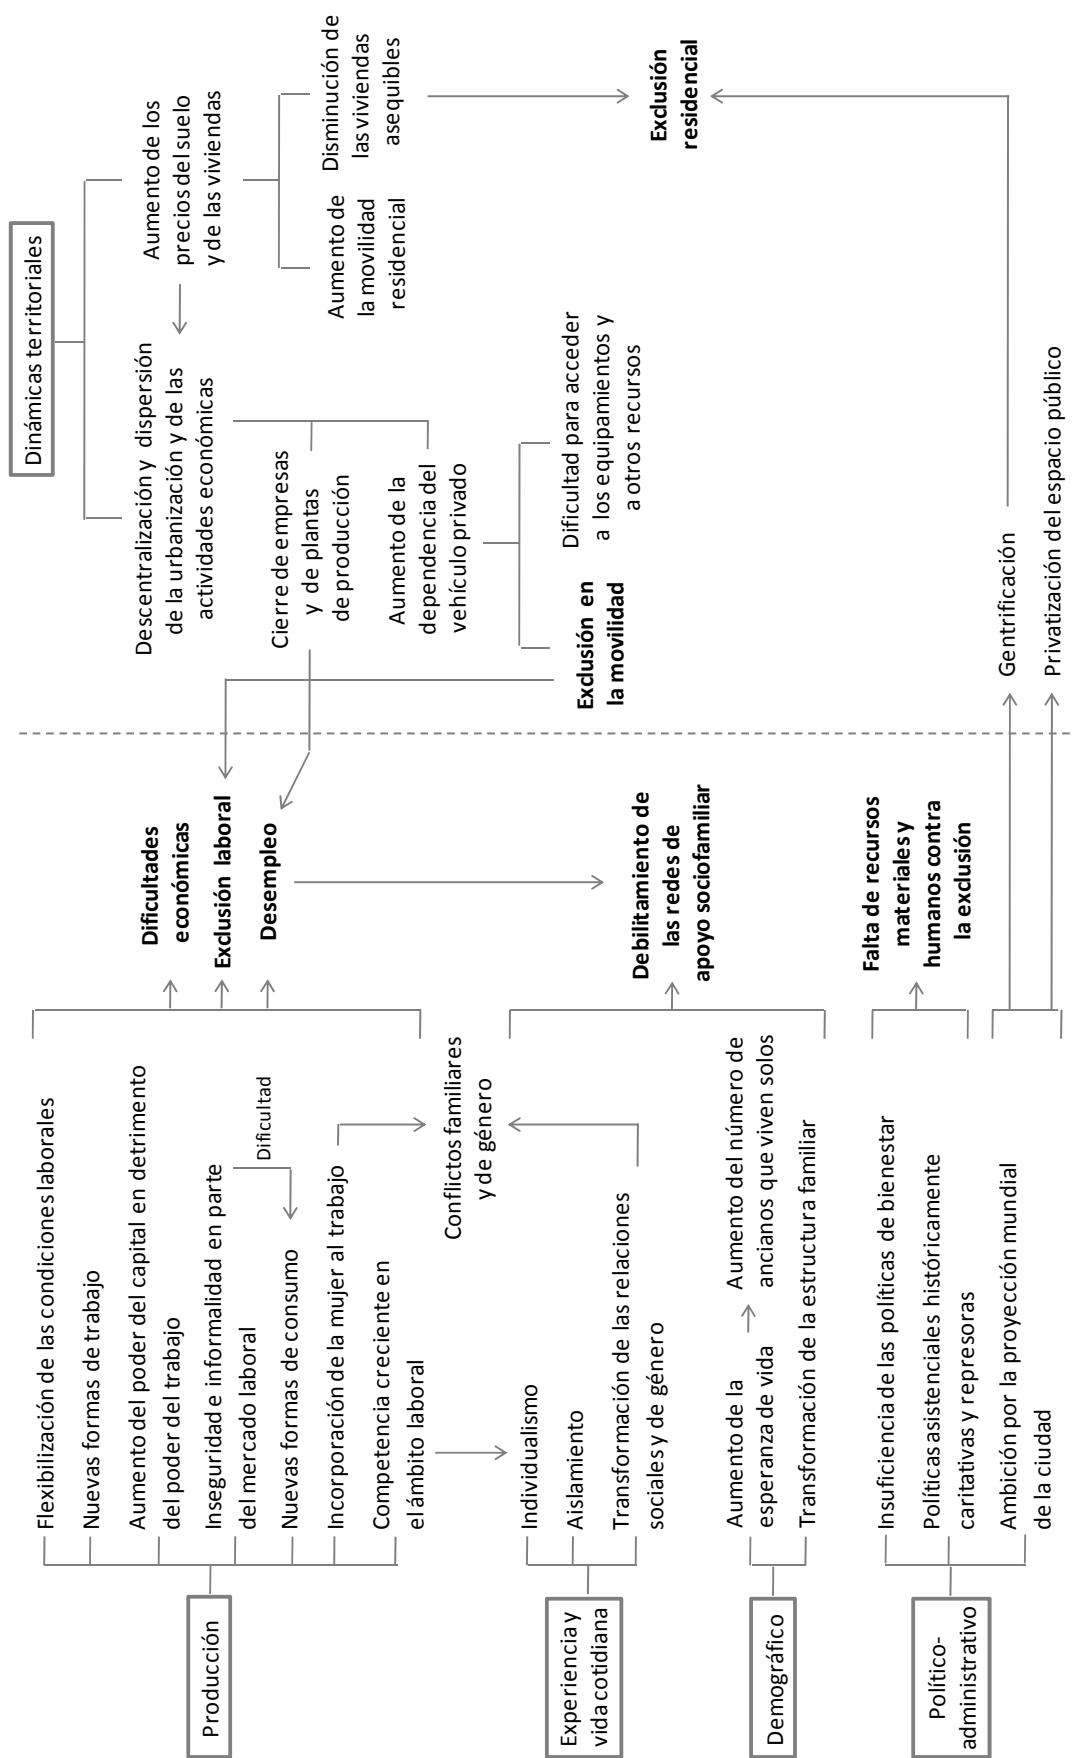 Producción
Flexibilización de las condiciones laborales
Nuevas formas de trabajo
Aumento del poder del capital en detrimento
del poder del trabajo
Inseguridad e informalidad en parte
del mercado laboral
Dificultad
Nuevas formas de consumo
Incorporación de la mujer al trabajo
Competencia creciente en
el ámbito laboral
Conflictos familiares
y de género
Dificultades
económicas
Exclusión laboral
Desempleo
Experiencia y
vida cotidiana
Individualismo
Aislamiento
Transformación de las relaciones
sociales y de género
Debilitamiento de
las redes de
apoyo sociofamiliar
Demográfico
Aumento de la
esperanza de vida
Aumento del número de
ancianos que viven solos
Transformación de la estructura familiar
Político-
administrativo
Insuficiencia de las políticas de bienestar
Políticas asistenciales históricamente
caritativas y represoras
Ambición por la proyección mundial
de la ciudad
Falta de recursos
materiales y
humanos contra
la exclusión
Dinámicas territoriales
Descentralización y dispersión
de la urbanización y de las
actividades económicas
Aumento de los
precios del suelo
y de las viviendas
Cierre de empresas
y de plantas
de producción
Aumento de la
dependencia del
vehículo privado
Aumento de
la movilidad
residencial
Disminución de
las viviendas
asequibles
Exclusión en
la movilidad
Dificultad para acceder
a los equipamientos y
a otros recursos
Exclusión
residencial
Gentrificación
Privatización del espacio público